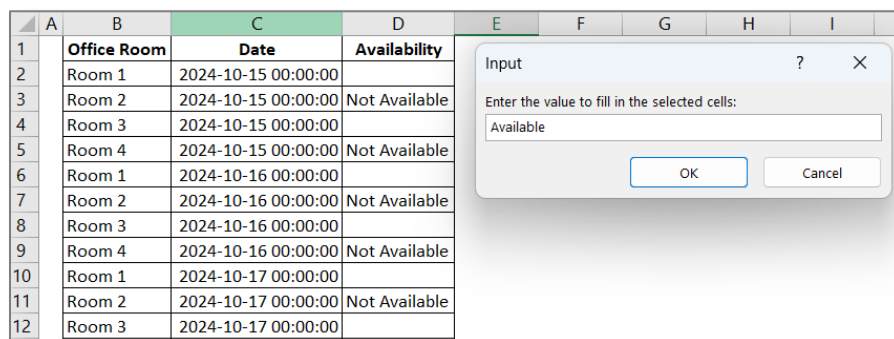 A B C D E F G H I
1 Office Room Date Availability
2 Room 1 2024-10-15 00:00:00
3 Room 2 2024-10-15 00:00:00 Not Available
4 Room 3 2024-10-15 00:00:00
5 Room 4 2024-10-15 00:00:00 Not Available
6 Room 1 2024-10-16 00:00:00
7 Room 2 2024-10-16 00:00:00 Not Available
8 Room 3 2024-10-16 00:00:00
9 Room 4 2024-10-16 00:00:00 Not Available
10 Room 1 2024-10-17 00:00:00
11 Room 2 2024-10-17 00:00:00 Not Available
12 Room 3 2024-10-17 00:00:00
Input ?
Enter the value to fill in the selected cells:
Available
OK Cancel